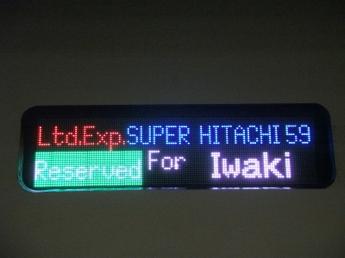 Ltd.Exp.SUPER HITACHI 59
Reserved For Iwaki